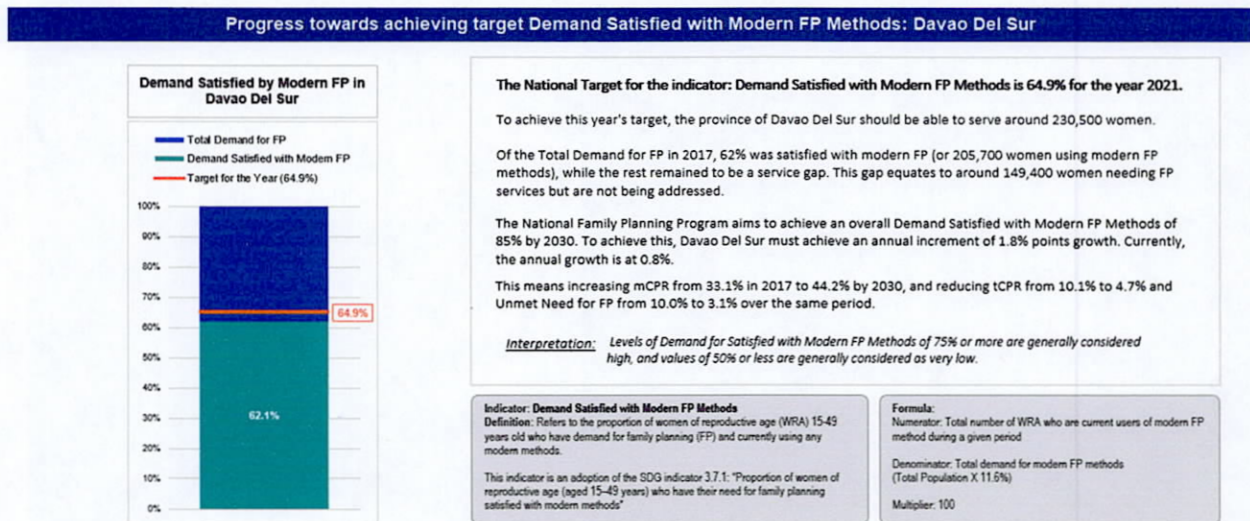 Progress towards achieving target Demand Satisfied with Modern FP Methods: Davao Del Sur
Demand Satisfied by Modern FP in
Davao Del Sur
Total Demand for FP
Demand Satisfied with Modern FP
Target for the Year (64.9%)
100%
90%
80%
70%
64.9%
60%
50%
40%
62.1%
30%
20%
10%
0%
The National Target for the indicator: Demand Satisfied with Modern FP Methods is 64.9% for the year 2021.
To achieve this year's target, the province of Davao Del Sur should be able to serve around 230,500 women.
Of the Total Demand for FP in 2017, 62% was satisfied with modern FP (or 205,700 women using modern FP
methods), while the rest remained to be a service gap. This gap equates to around 149,400 women needing FP
services but are not being addressed.
The National Family Planning Program aims to achieve an overall Demand Satisfied with Modern FP Methods of
85% by 2030. To achieve this, Davao Del Sur must achieve an annual increment of 1.8% points growth. Currently,
the annual growth is at 0.8%.
This means increasing mCPR from 33.1% in 2017 to 44.2% by 2030, and reducing tCPR from 10.1% to 4.7% and
Unmet Need for FP from 10.0% to 3.1% over the same period.
Interpretation: Levels of Demand for Satisfied with Modern FP Methods of 75% or more are generally considered
high, and values of 50% or less are generally considered as very low.
Indicator: Demand Satisfied with Modern FP Methods
Definition: Refers to the proportion of women of reproductive age (WRA) 15-49
years old who have demand for family planning (FP) and currently using any
modern methods.
This indicator is an adoption of the SDG indicator 3.7.1: "Proportion of women of
reproductive age (aged 15–49 years) who have their need for family planning
satisfied with modern methods"
Formula:
Numerator: Total number of WRA who are current users of modern FP
method during a given period
Denominator: Total demand for modern FP methods
(Total Population X 11.6%)
Multiplier: 100